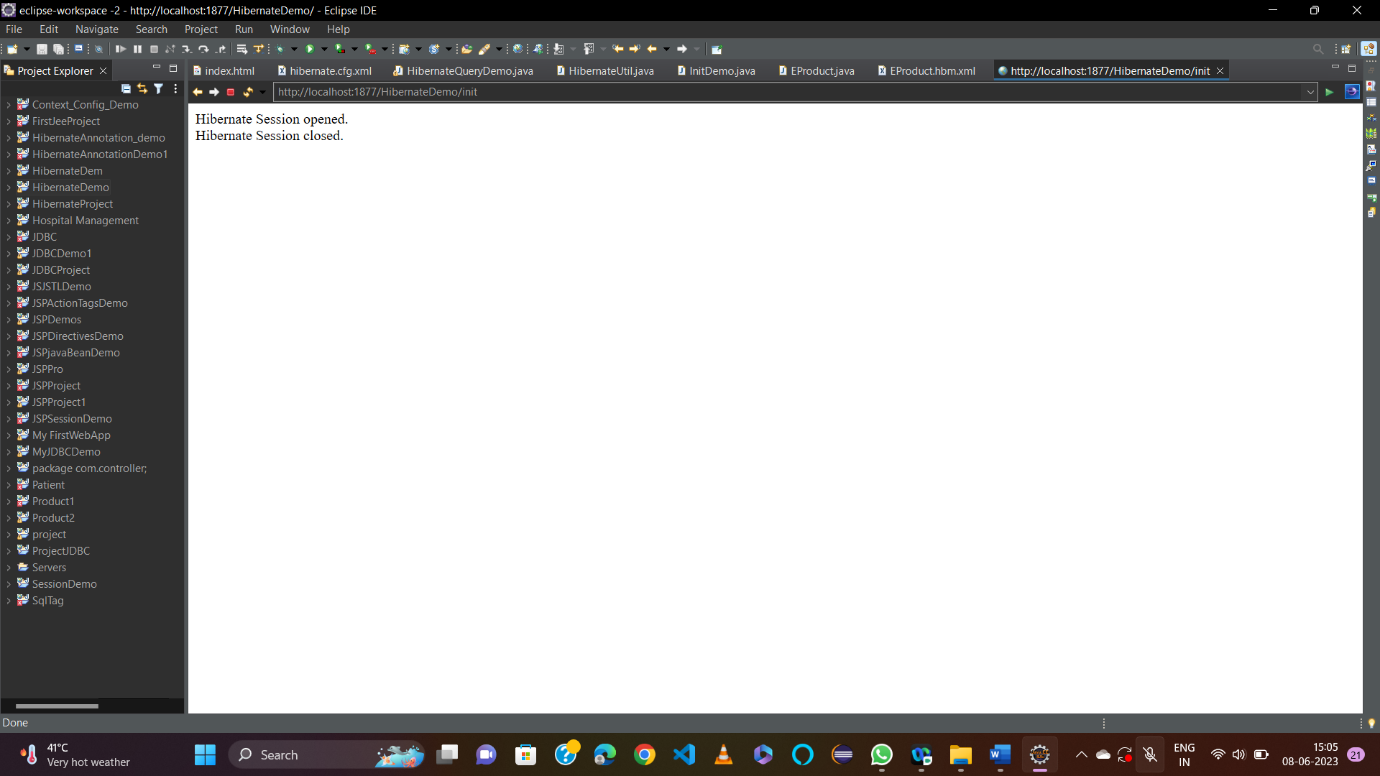 eclipse-workspace -2 - http://localhost:1877/HibernateDemo/ - Eclipse IDE
File Edit Navigate Search Project Run Window Help
Project Explorer
index.html hibernate.cfg.xml HibernateQueryDemo.java HibernateUtil.java InitDemo.java EProduct.java EProduct.hbm.xml http://localhost:1877/HibernateDemo/init
http://localhost:1877/HibernateDemo/init
Context_Config_Demo
FirstJeeProject
HibernateAnnotation_demo
HibernateAnnotationDemo1
HibernateDem
HibernateDemo
HibernateProject
Hospital Management
JDBC
JDBCDemo1
JDBCProject
JSJSTLDemo
JSPActionTagsDemo
JSPDemos
JSPDirectivesDemo
JSPjavaBeanDemo
JSPPro
JSPProject
JSPProject1
JSPSessionDemo
My FirstWebApp
MyJDBCDemo
package com.controller;
Patient
Product1
Product2
project
ProjectJDBC
Servers
SessionDemo
SqlTag
Hibernate Session opened.
Hibernate Session closed.
Done
41°C
Very hot weather
Search
ENG
IN
15:05
08-06-2023
21